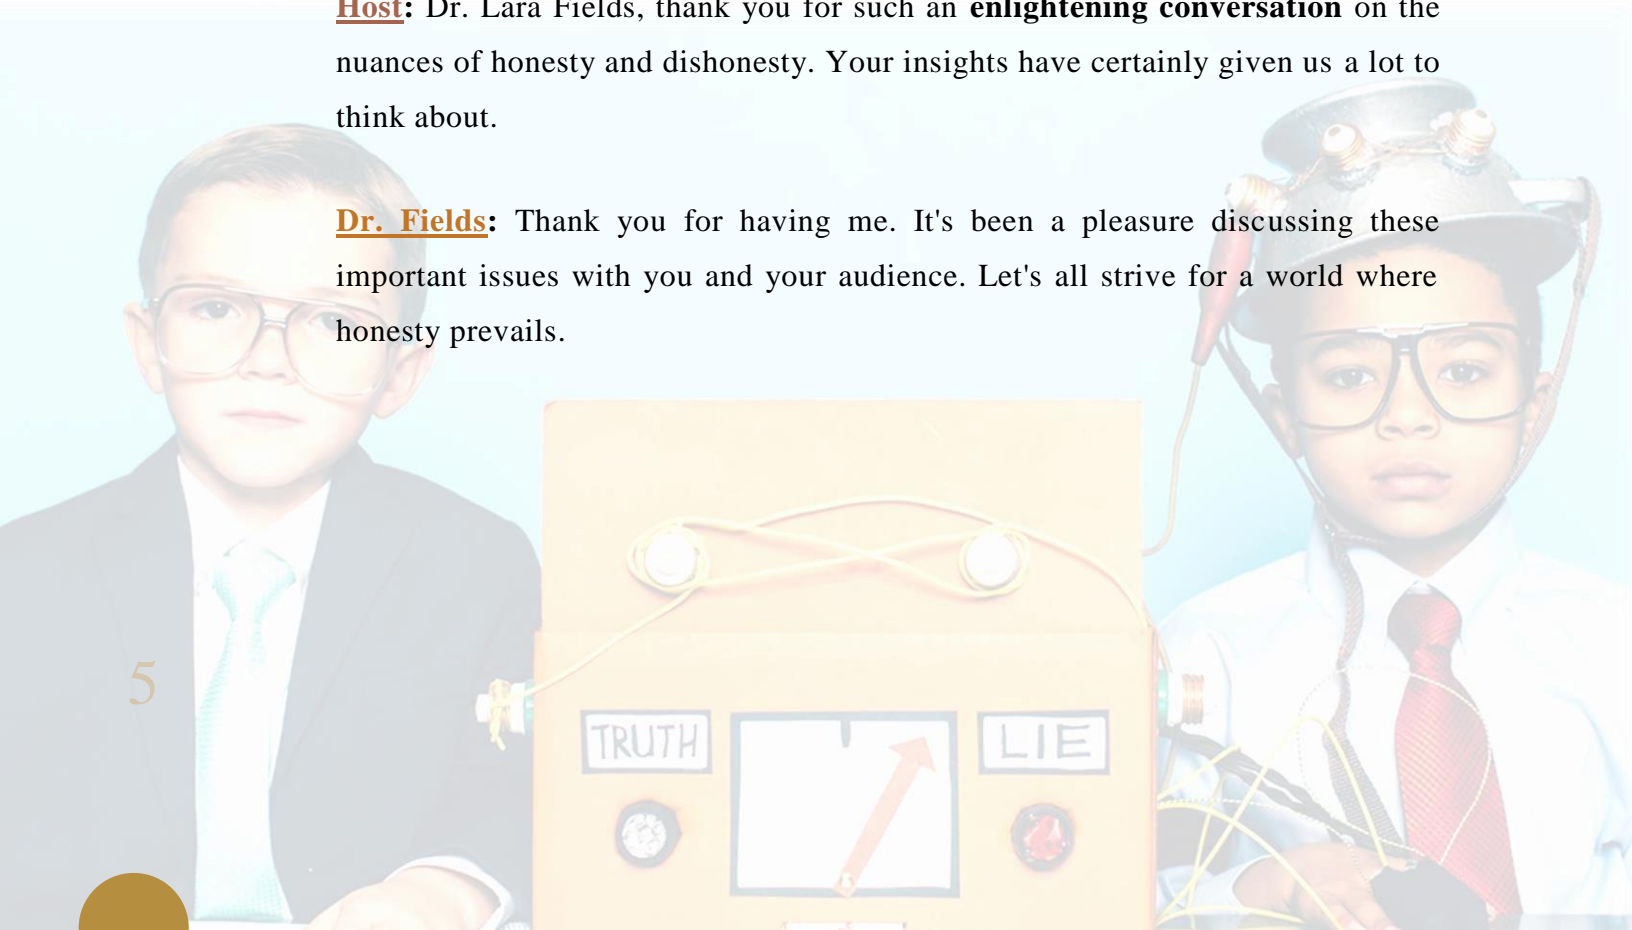 Host: Dr. Lara Fields, thank you for such an enlightening conversation on the
nuances of honesty and dishonesty. Your insights have certainly given us a lot to
think about.
Dr. Fields: Thank you for having me. It's been a pleasure discussing these
important issues with you and your audience. Let's all strive for a world where
honesty prevails.
5
TRUTH
LIE